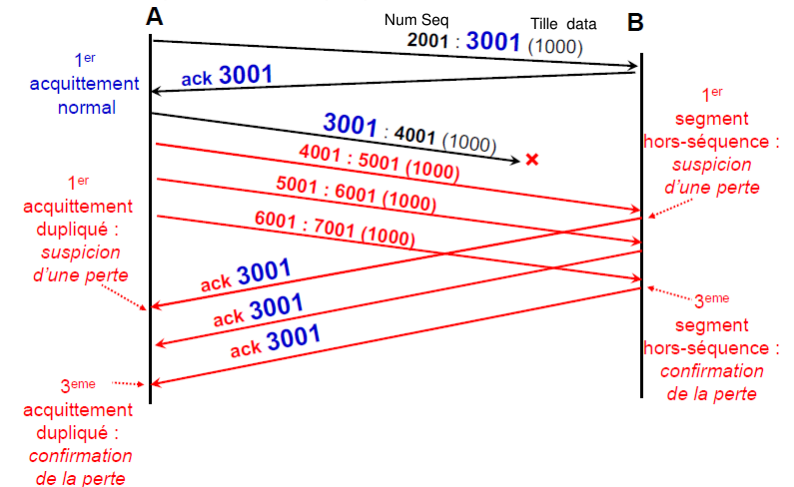 A
B
Num Seq
Tille data
2001 : 3001 (1000)
1er
acquittement
normal
ack 3001
3001 : 4001 (1000)
4001 : 5001 (1000)
5001 : 6001 (1000)
6001 : 7001 (1000)
1er
segment
hors-séquence :
suspicion
d'une perte
1er
acquittement
dupliqué :
suspicion
d'une perte
ack 3001
ack 3001
ack 3001
3eme
segment
hors-séquence :
confirmation
de la perte
3eme
acquittement
dupliqué :
confirmation
de la perte